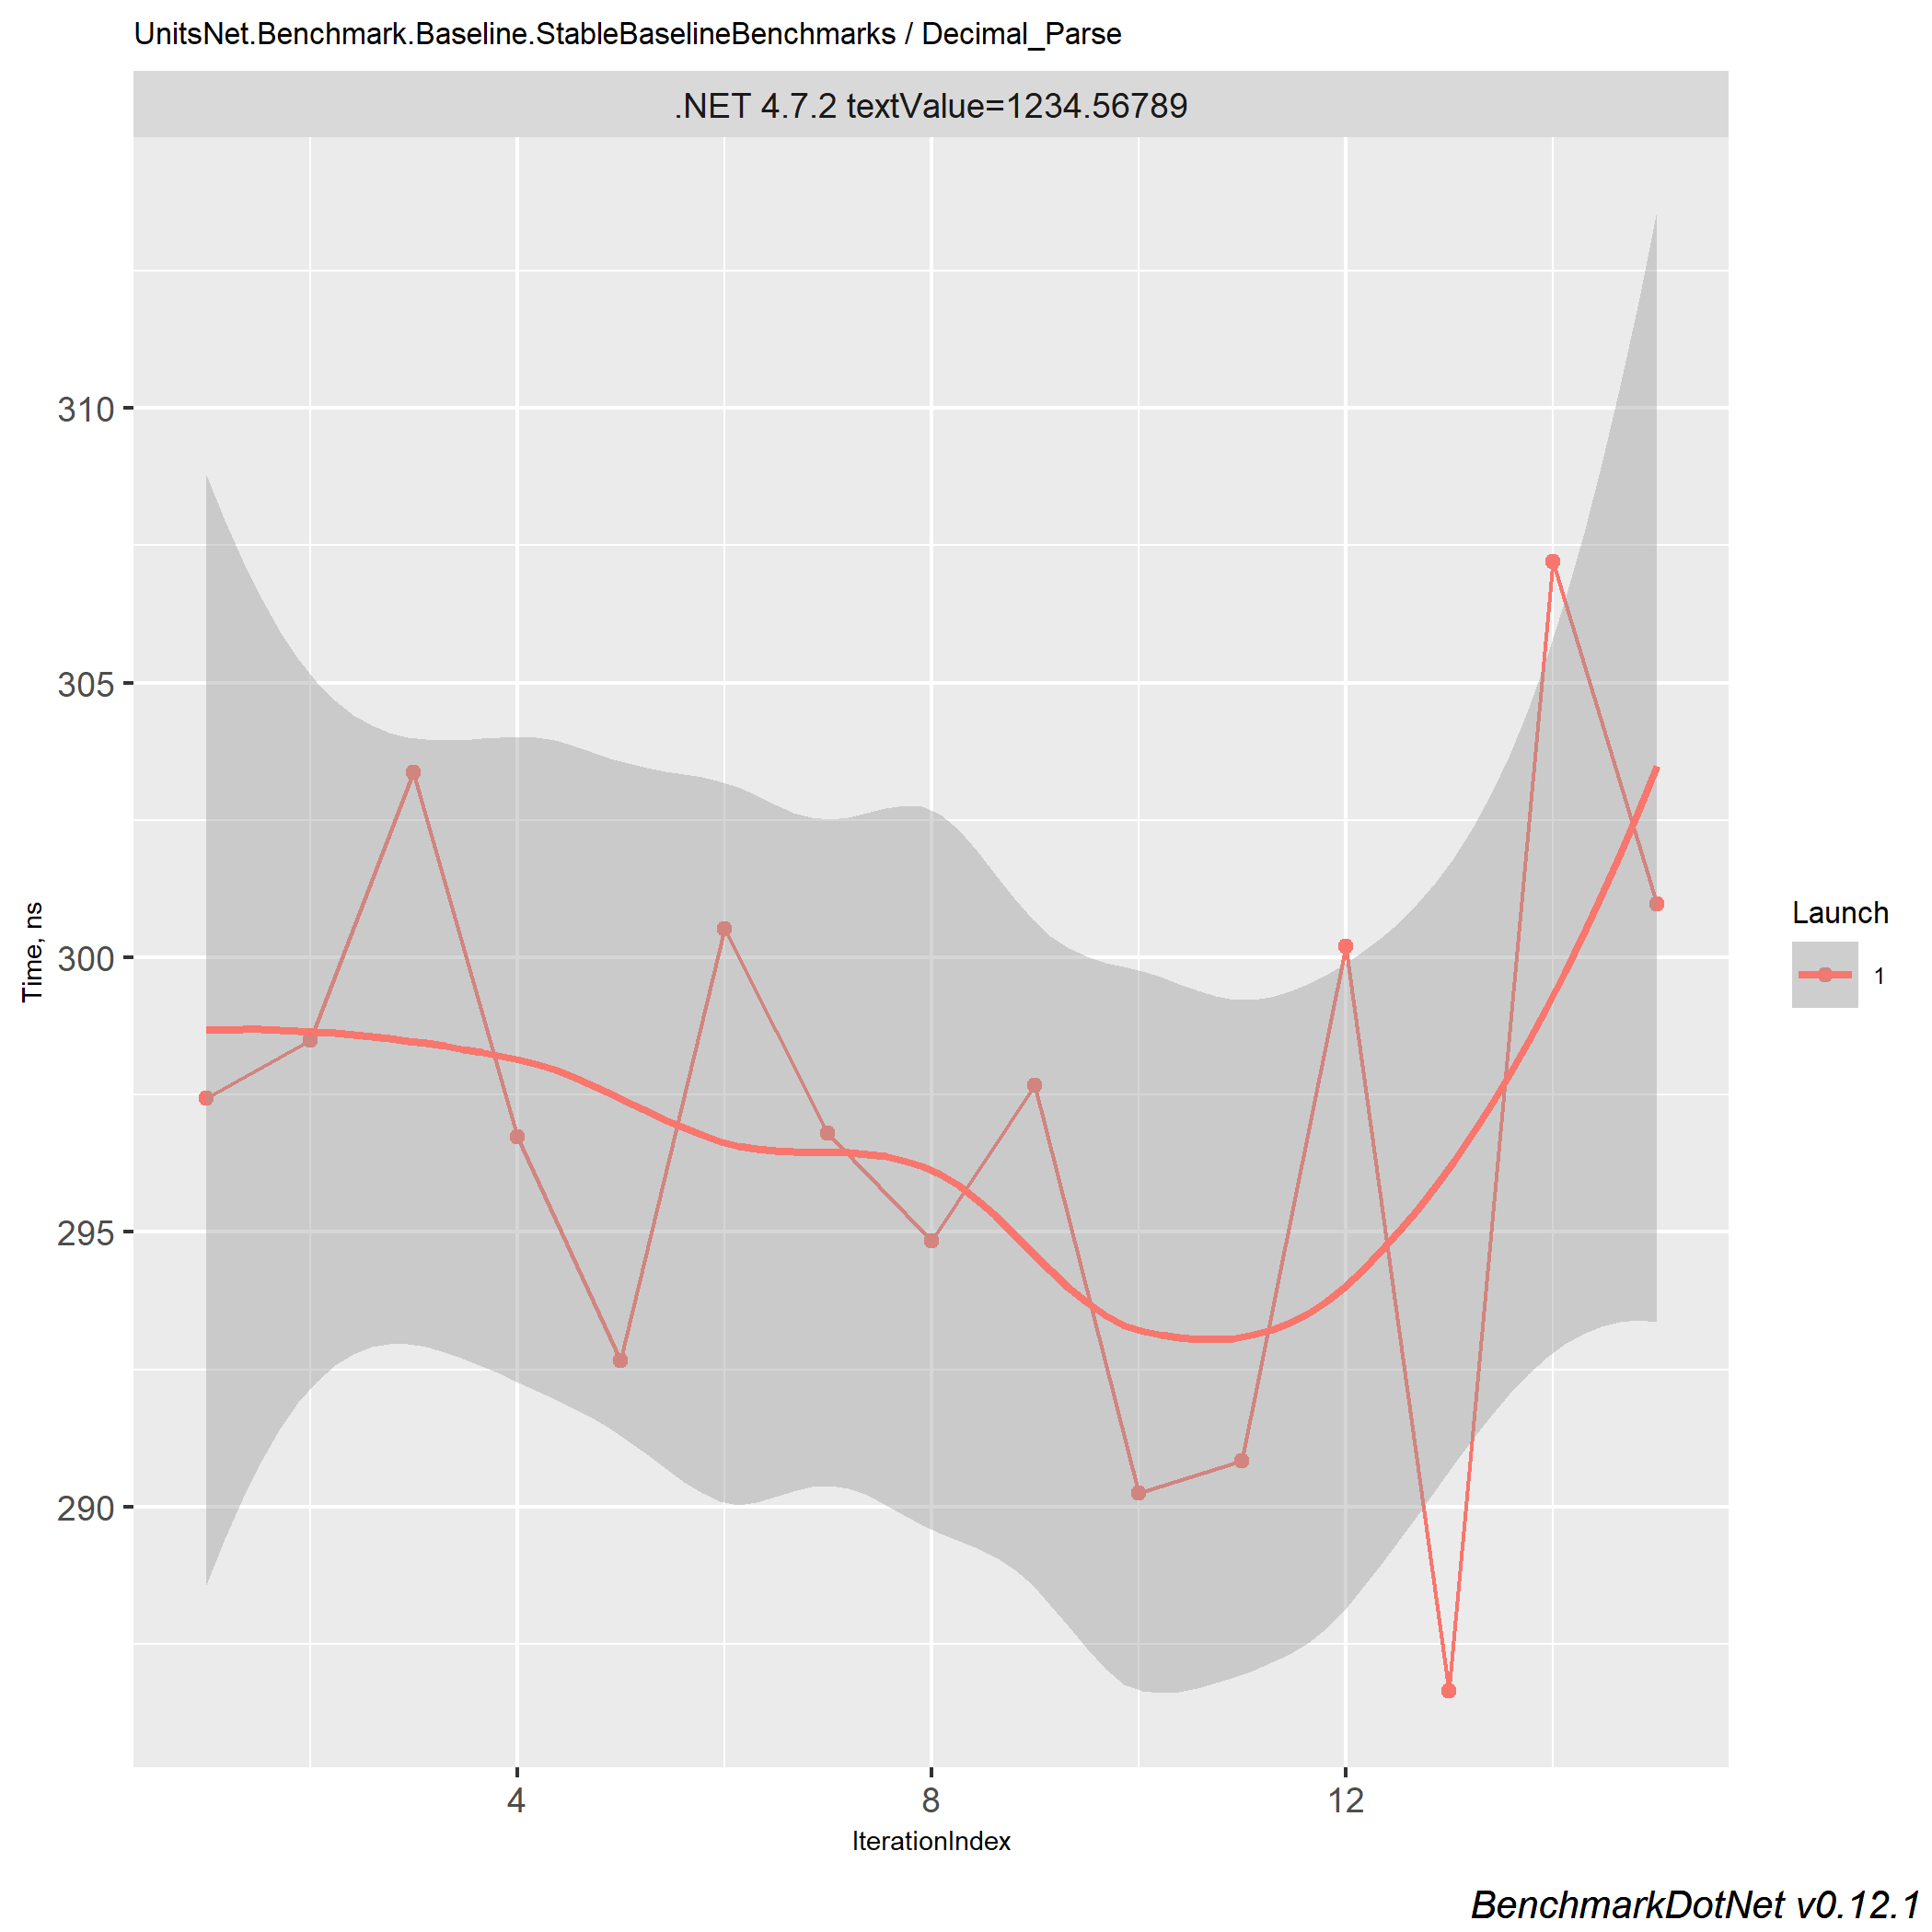 UnitsNet.Benchmark.Baseline.StableBaselineBenchmarks / Decimal_Parse
.NET 4.7.2 textValue=1234.56789
310
305
300
295
290
Time, ns
4 8 12
IterationIndex
Launch
1
BenchmarkDotNet v0.12.1